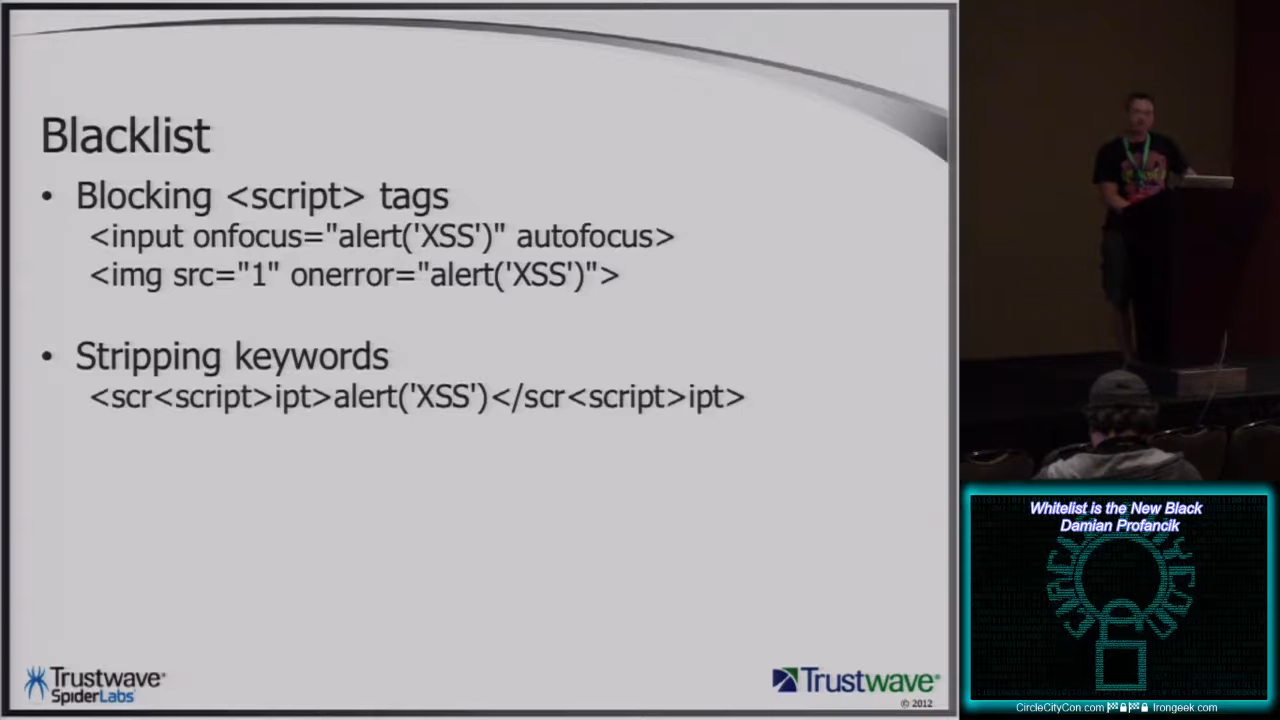 Blacklist
• Blocking <script> tags
<input onfocus="alert('XSS')" autofocus>
<img src="1" onerror="alert('XSS')">
• Stripping keywords
<scr<script>ipt>alert('XSS')</scr<script>ipt>
Trustwave®
SpiderLabs®
Trustwave®
© 2012
Whitelist is the New Black
Damian Profancik
CircleCityCon.com Irongeek.com